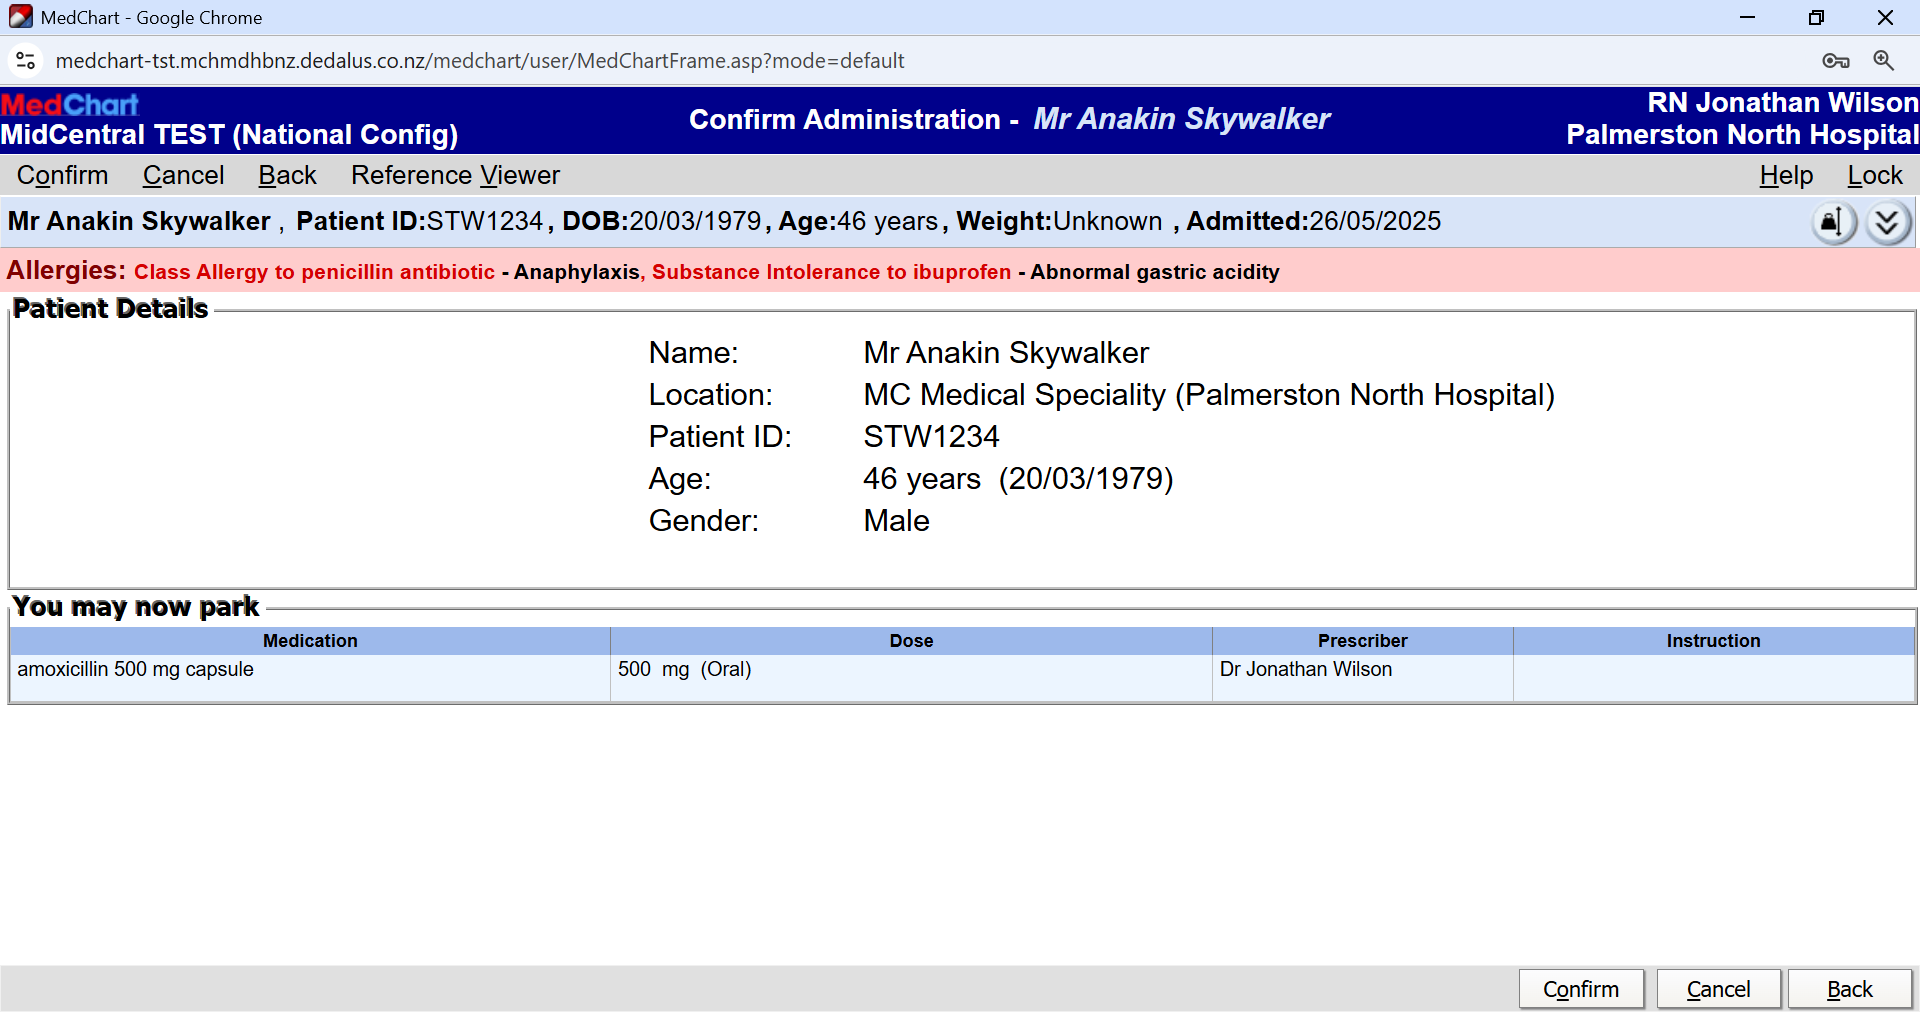 MedChart - Google Chrome
medchart-tst.mchmdhbnz.dedalus.co.nz/medchart/user/MedChartFrame.asp?mode=default
MedChart
MidCentral TEST (National Config)
Confirm Administration - Mr Anakin Skywalker
RN Jonathan Wilson
Palmerston North Hospital
Confirm Cancel Back Reference Viewer Help Lock
Mr Anakin Skywalker , Patient ID:STW1234, DOB:20/03/1979, Age:46 years, Weight:Unknown , Admitted:26/05/2025
Allergies: Class Allergy to penicillin antibiotic - Anaphylaxis, Substance Intolerance to ibuprofen - Abnormal gastric acidity
Patient Details
Name: Mr Anakin Skywalker
Location: MC Medical Speciality (Palmerston North Hospital)
Patient ID: STW1234
Age: 46 years (20/03/1979)
Gender: Male
You may now park
Medication Dose Prescriber Instruction
amoxicillin 500 mg capsule 500 mg (Oral) Dr Jonathan Wilson
Confirm Cancel Back